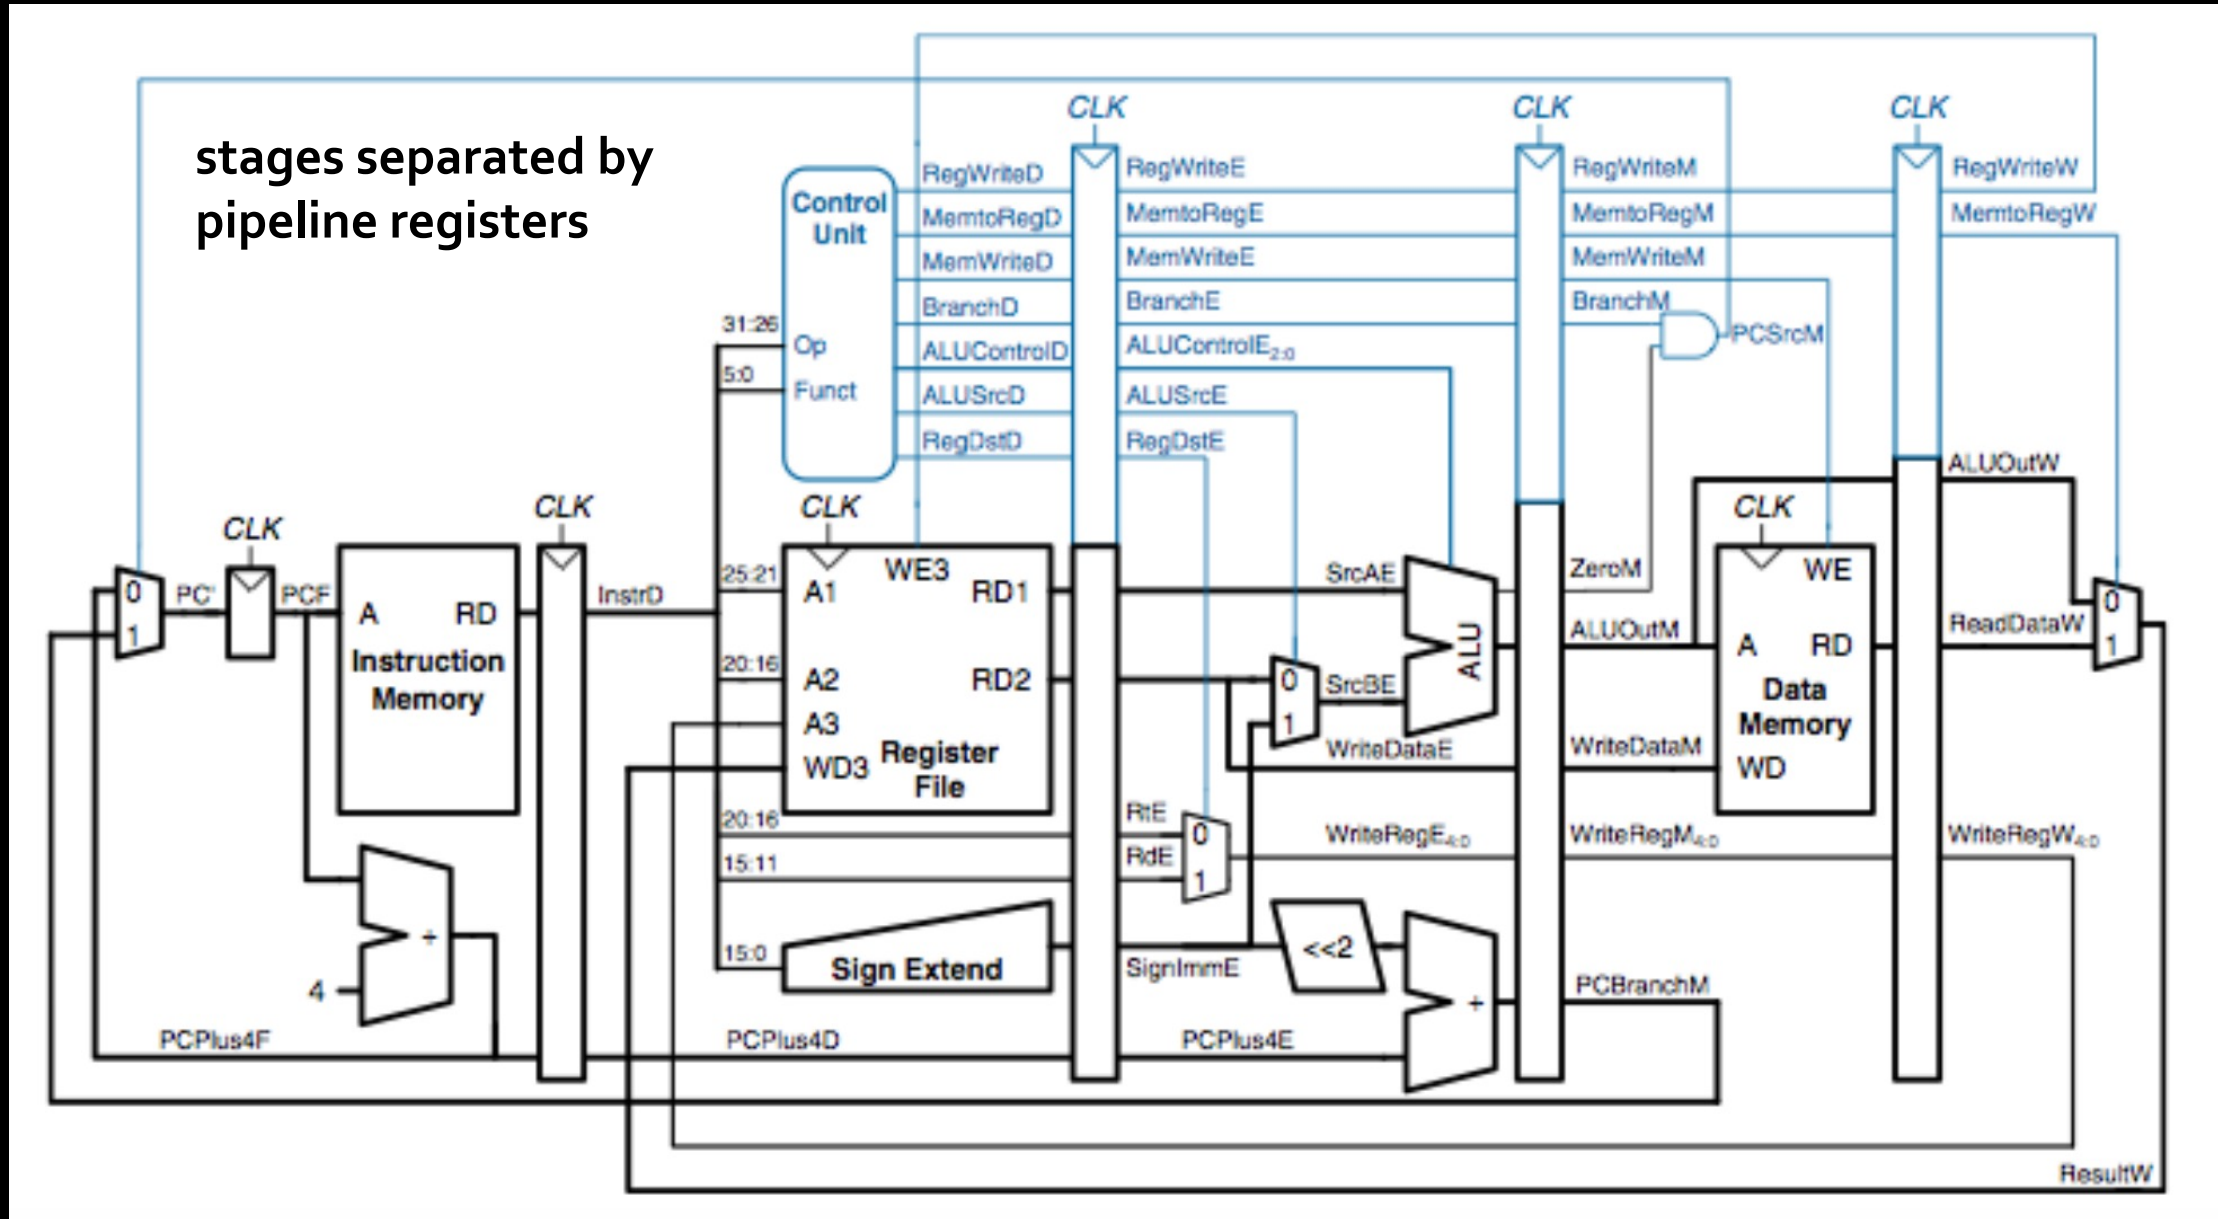 stages separated by
pipeline registers
CLK
CLK
CLK
Control
Unit
RegWriteD
MemtoRegD
MemWriteD
BranchD
ALUControlD
ALUSrcD
RegDstD
RegWriteE
MemtoRegE
MemWriteE
BranchE
ALUControlE2:0
ALUSrcE
RegDstE
RegWriteM
MemtoRegM
MemWriteM
BranchM
PCSrcM
RegWriteW
MemtoRegW
31:26
Op
5:0
Funct
CLK
CLK
CLK
CLK
0
1
PC'
PCF
A RD
Instruction
Memory
InstrD
25:21
A1
WE3
RD1
20:16
A2
RD2
A3
WD3
Register
File
SrcAE
0
1
SrcBE
ALU
WriteDataE
ZeroM
ALUOutM
WriteDataM
WE
A RD
Data
Memory
WD
ALUOutW
ReadDataW
0
1
20:16
15:11
RtE
RdE
0
1
WriteRegE4:0
WriteRegM4:0
WriteRegW4:0
+
4
15:0
Sign Extend
SignImmE
<<2
+
PCBranchM
PCPlus4F
PCPlus4D
PCPlus4E
ResultW